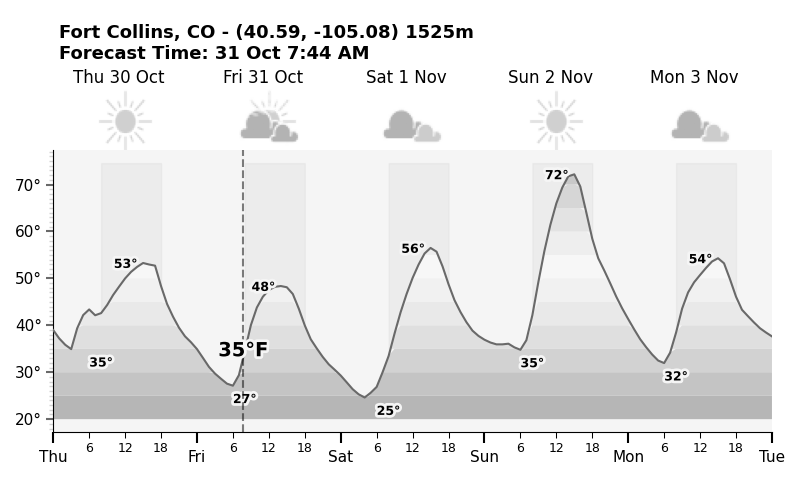 Fort Collins, CO - (40.59, -105.08) 1525m
Forecast Time: 31 Oct 7:44 AM
Thu 30 Oct Fri 31 Oct Sat 1 Nov Sun 2 Nov Mon 3 Nov
70°
60°
50°
40°
30°
20°
53°
48°
56°
72°
54°
35°
35°F
27°
25°
35°
32°
6 12 18 6 12 18 6 12 18 6 12 18 6 12 18
Thu Fri Sat Sun Mon Tue